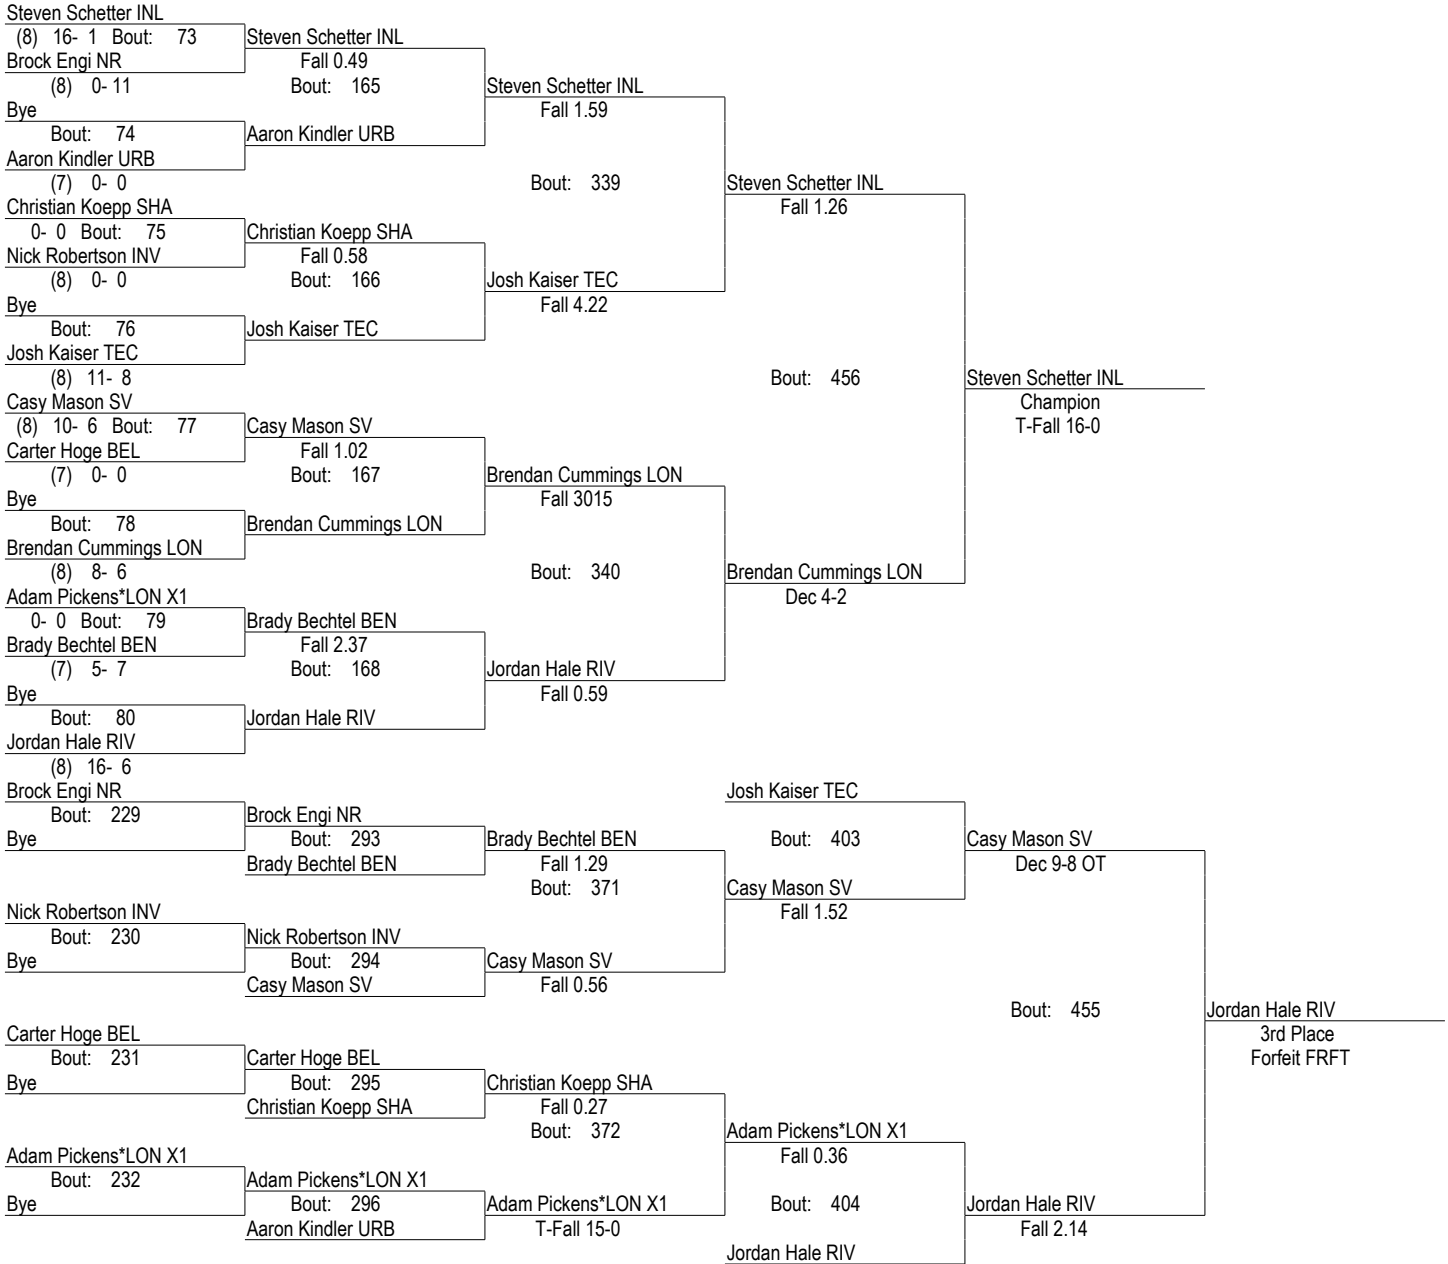 Steven Schetter INL
(8) 16- 1 Bout: 73 Steven Schetter INL
Brock Engi NR Fall 0.49
(8) 0- 11 Bout: 165 Steven Schetter INL
Bye Fall 1.59
Bout: 74 Aaron Kindler URB
Aaron Kindler URB
(7) 0- 0 Bout: 339 Steven Schetter INL
Christian Koepp SHA Fall 1.26
0- 0 Bout: 75 Christian Koepp SHA
Nick Robertson INV Fall 0.58
(8) 0- 0 Bout: 166 Josh Kaiser TEC
Bye Fall 4.22
Bout: 76 Josh Kaiser TEC
Josh Kaiser TEC
(8) 11- 8 Bout: 456 Steven Schetter INL
Casy Mason SV Champion
(8) 10- 6 Bout: 77 Casy Mason SV T-Fall 16-0
Carter Hoge BEL Fall 1.02
(7) 0- 0 Bout: 167 Brendan Cummings LON
Bye Fall 3015
Bout: 78 Brendan Cummings LON
Brendan Cummings LON
(8) 8- 6 Bout: 340 Brendan Cummings LON
Adam Pickens*LON X1 Dec 4-2
0- 0 Bout: 79 Brady Bechtel BEN
Brady Bechtel BEN Fall 2.37
(7) 5- 7 Bout: 168 Jordan Hale RIV
Bye Fall 0.59
Bout: 80 Jordan Hale RIV
Jordan Hale RIV
(8) 16- 6
Brock Engi NR Josh Kaiser TEC
Bout: 229 Brock Engi NR
Bye Bout: 293 Brady Bechtel BEN Bout: 403 Casy Mason SV
Brady Bechtel BEN Fall 1.29 Dec 9-8 OT
Bout: 371 Casy Mason SV
Nick Robertson INV Fall 1.52
Bout: 230 Nick Robertson INV
Bye Bout: 294 Casy Mason SV
Casy Mason SV Fall 0.56
Bout: 455 Jordan Hale RIV
Carter Hoge BEL 3rd Place
Bout: 231 Carter Hoge BEL Forfeit FRFT
Bye Bout: 295 Christian Koepp SHA
Christian Koepp SHA Fall 0.27
Bout: 372 Adam Pickens*LON X1
Adam Pickens*LON X1 Fall 0.36
Bout: 232 Adam Pickens*LON X1
Bye Bout: 296 Adam Pickens*LON X1 Bout: 404 Jordan Hale RIV
Aaron Kindler URB T-Fall 15-0 Fall 2.14
Jordan Hale RIV